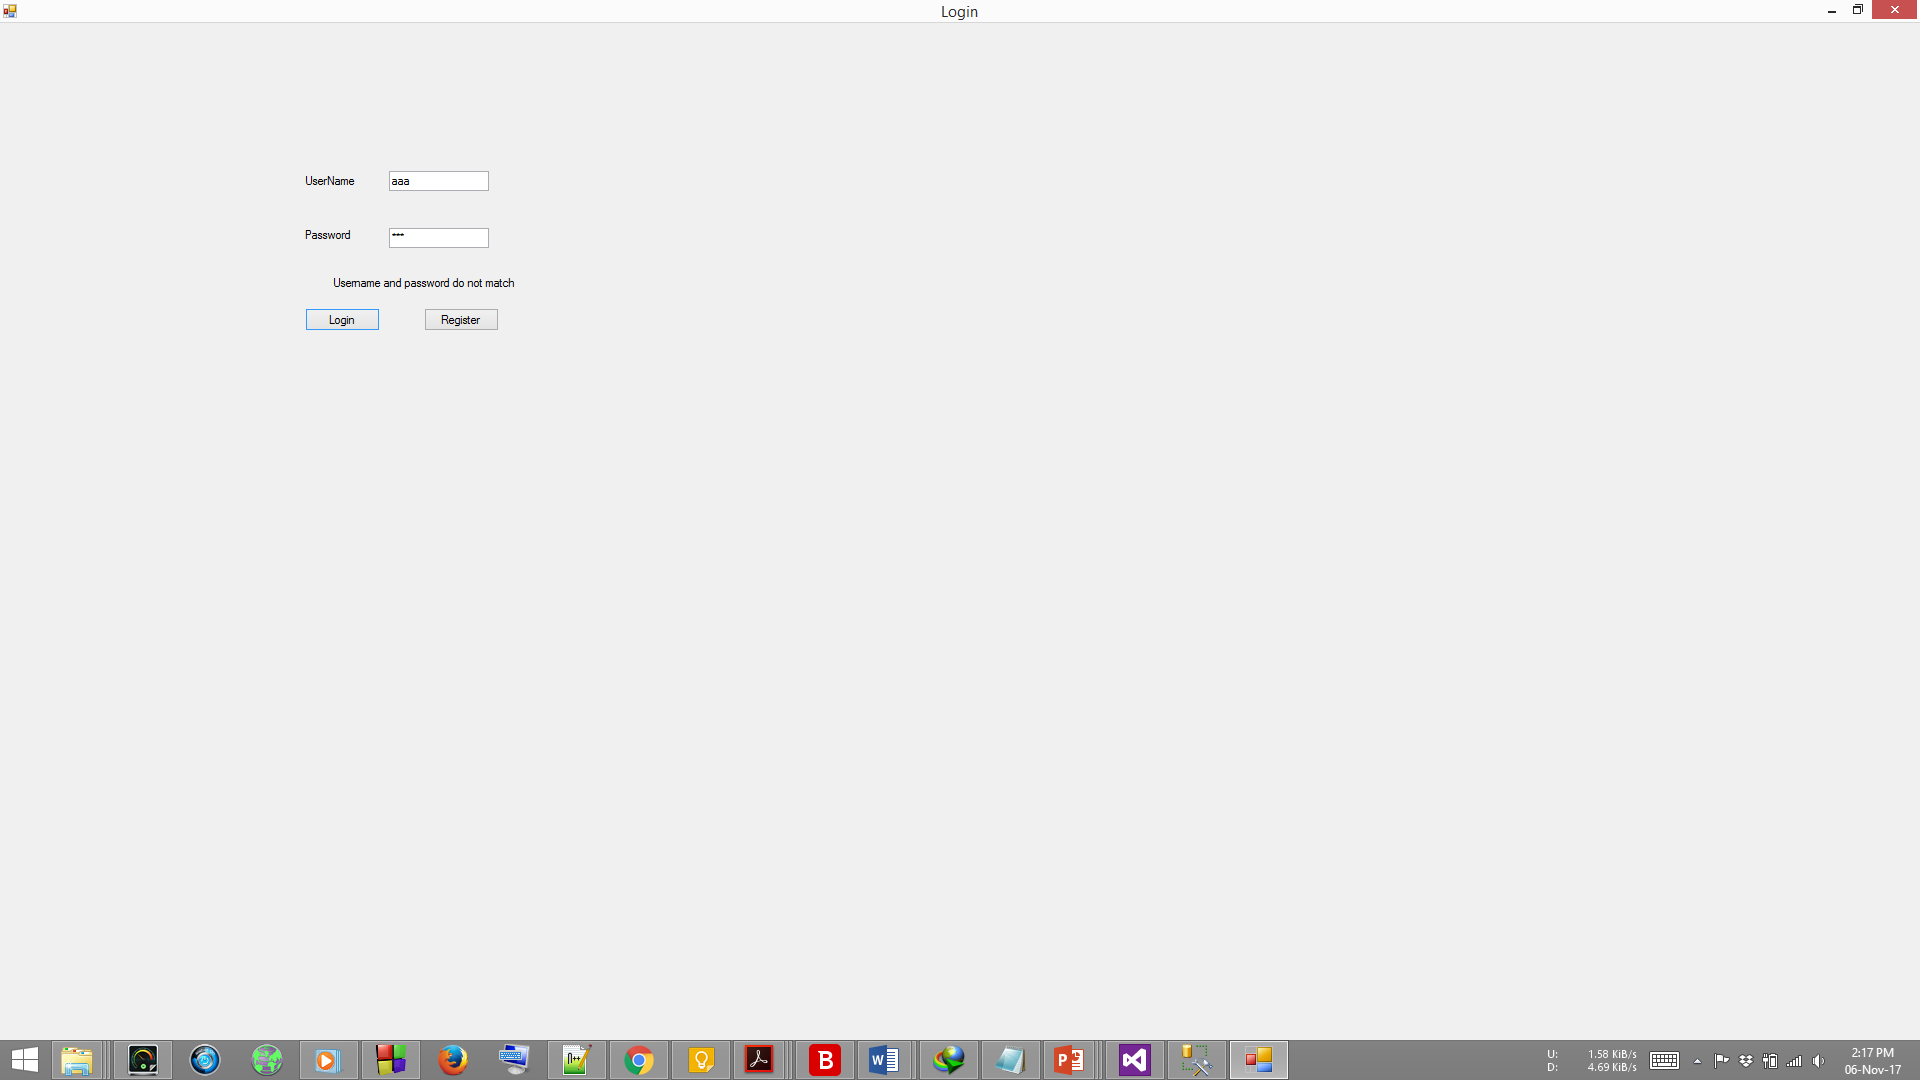 Login
UserName
aaa
Password
***
Username and password do not match
Login
Register
U: 1.58 KiB/s
D: 4.69 KiB/s
2:17 PM
06-Nov-17